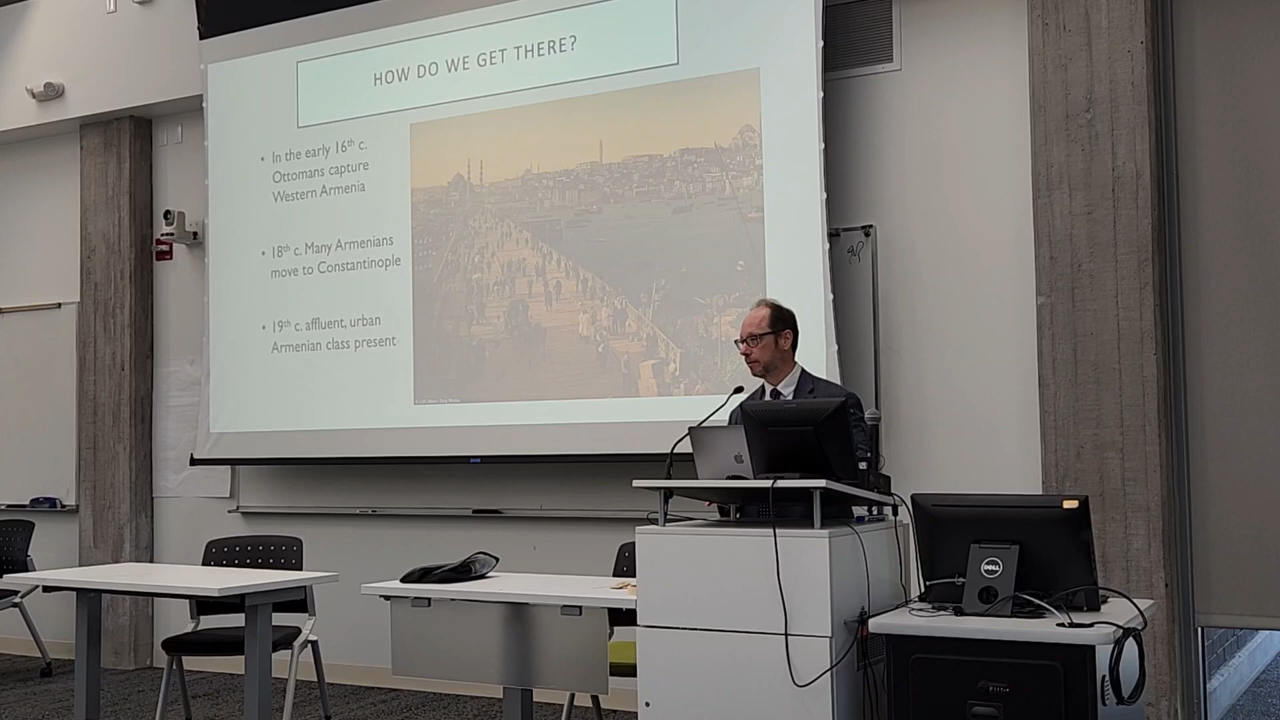 HOW DO WE GET THERE?
• In the early 16th c.
Ottomans capture
Western Armenia
• 18th c. Many Armenians
move to Constantinople
• 19th c. affluent, urban
Armenian class present
DELL